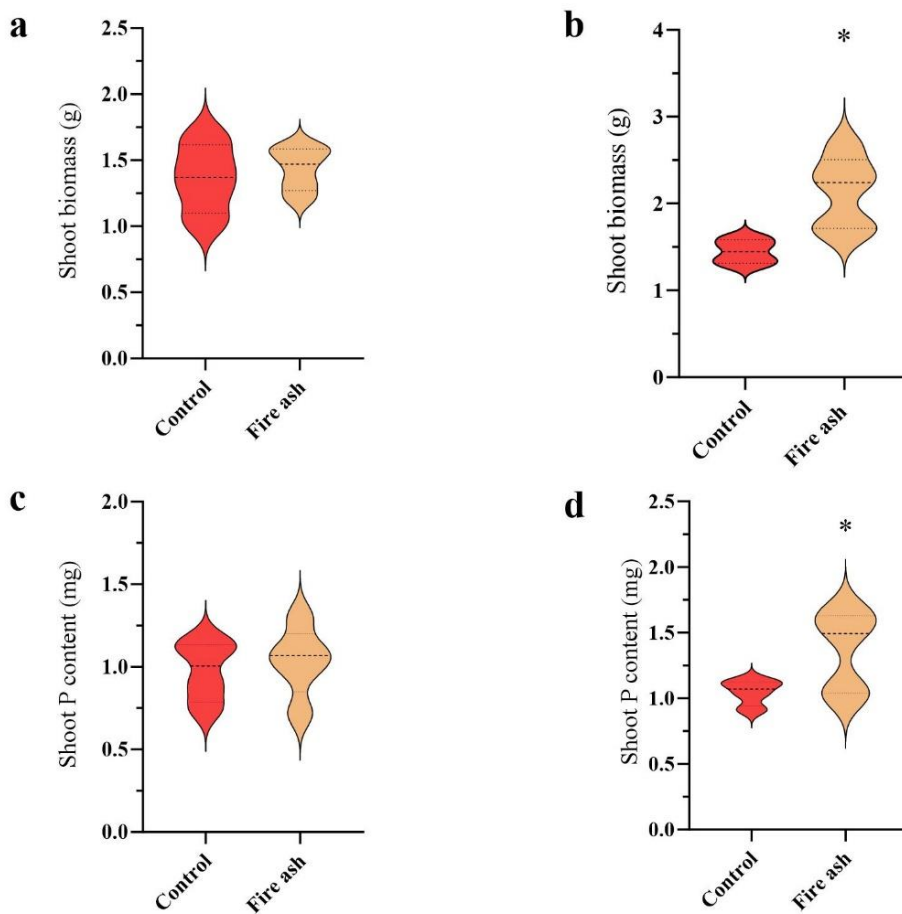 a
Shoot biomass (g)
2.5
2.0
1.5
1.0
0.5
0.0
Control
Fire ash
b
*
Shoot biomass (g)
4
3
2
1
0
Control
Fire ash
c
Shoot P content (mg)
2.0
1.5
1.0
0.5
0.0
Control
Fire ash
d
*
Shoot P content (mg)
2.5
2.0
1.5
1.0
0.5
0.0
Control
Fire ash